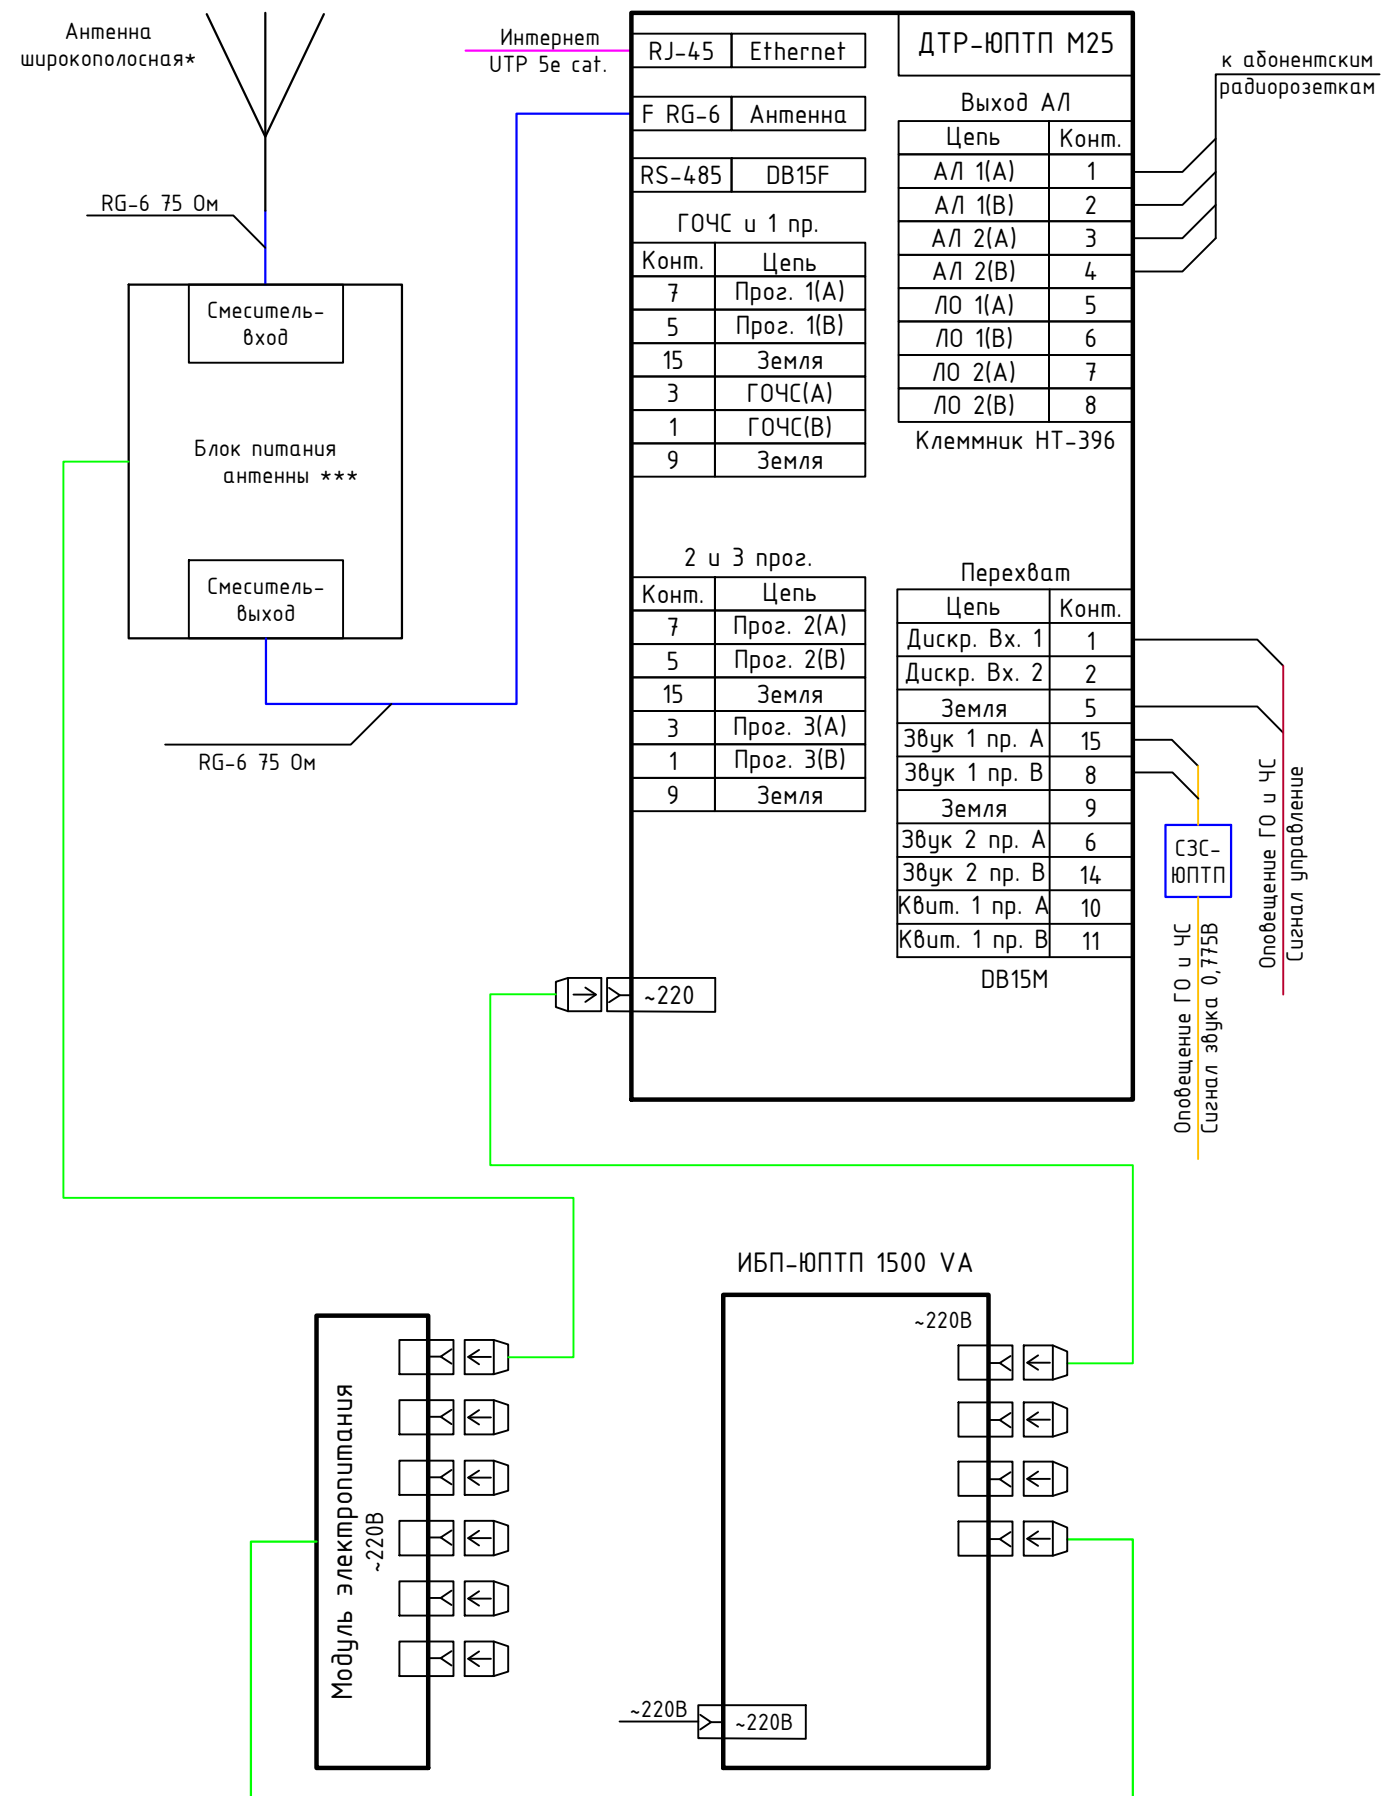 Антенна
широкополосная*
RG-6 75 Ом
Смеситель-
вход
Блок питания
антенны ***
Смеситель-
выход
RG-6 75 Ом
Интернет
UTP 5e cat.
ДТР-ЮПТП М25
RJ-45 Ethernet
F RG-6 Антенна
RS-485 DB15F
ГОЧС и 1 пр.
Конт. Цепь
7 Прог. 1(А)
5 Прог. 1(В)
15 Земля
3 ГОЧС(А)
1 ГОЧС(В)
9 Земля
2 и 3 прог.
Конт. Цепь
7 Прог. 2(А)
5 Прог. 2(В)
15 Земля
3 Прог. 3(А)
1 Прог. 3(В)
9 Земля
~220
Выход АЛ
Цепь Конт.
АЛ 1(А) 1
АЛ 1(В) 2
АЛ 2(А) 3
АЛ 2(В) 4
ЛО 1(А) 5
ЛО 1(В) 6
ЛО 2(А) 7
ЛО 2(В) 8
Клеммник НТ-396
к абонентским
радиорозеткам
Перехват
Цепь Конт.
Дискр. Вх. 1 1
Дискр. Вх. 2 2
Земля 5
Звук 1 пр. А 15
Звук 1 пр. В 8
Земля 9
Звук 2 пр. А 6
Звук 2 пр. В 14
Квит. 1 пр. А 10
Квит. 1 пр. В 11
DB15M
СЗС-
ЮПТП
Оповещение ГО и ЧС
Сигнал управление
Оповещение ГО и ЧС
Сигнал звука 0,775В
Модуль электропитания
~220В
ИБП-ЮПТП 1500 VA
~220В
~220В
~220В